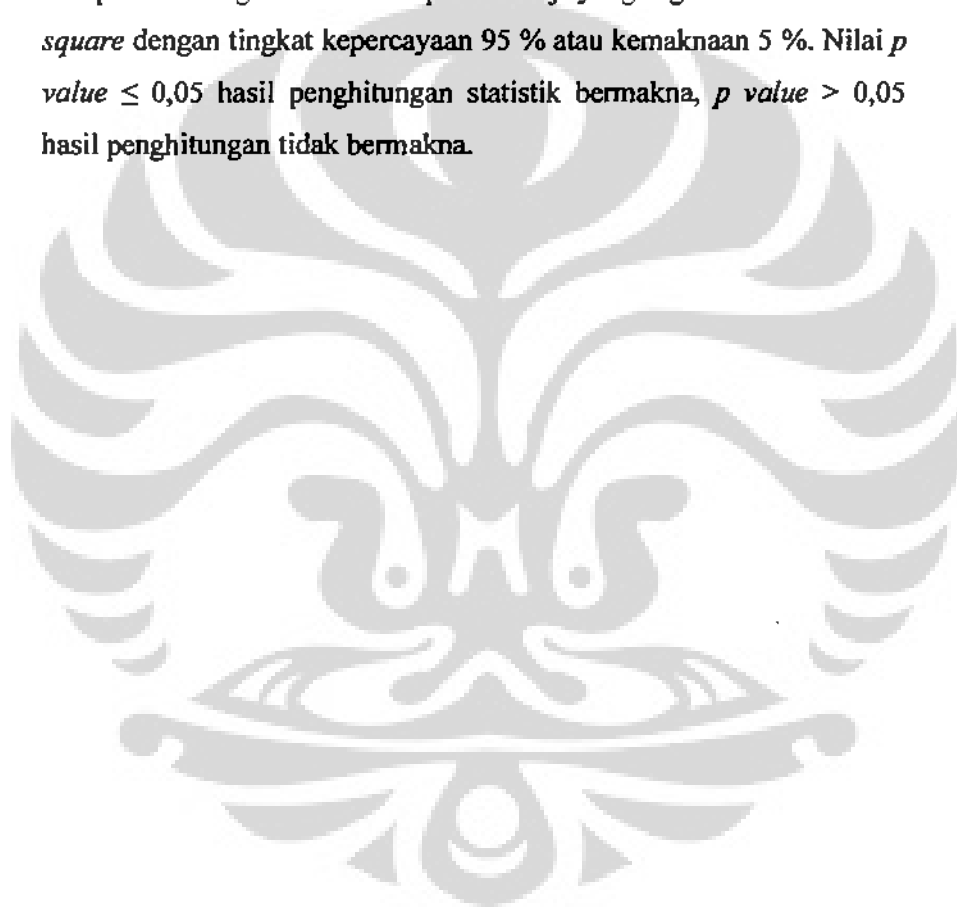 square dengan tingkat kepercayaan 95 % atau kemaknaan 5 %. Nilai p
value ≤ 0,05 hasil penghitungan statistik bermakna, p value > 0,05
hasil penghitungan tidak bermakna.